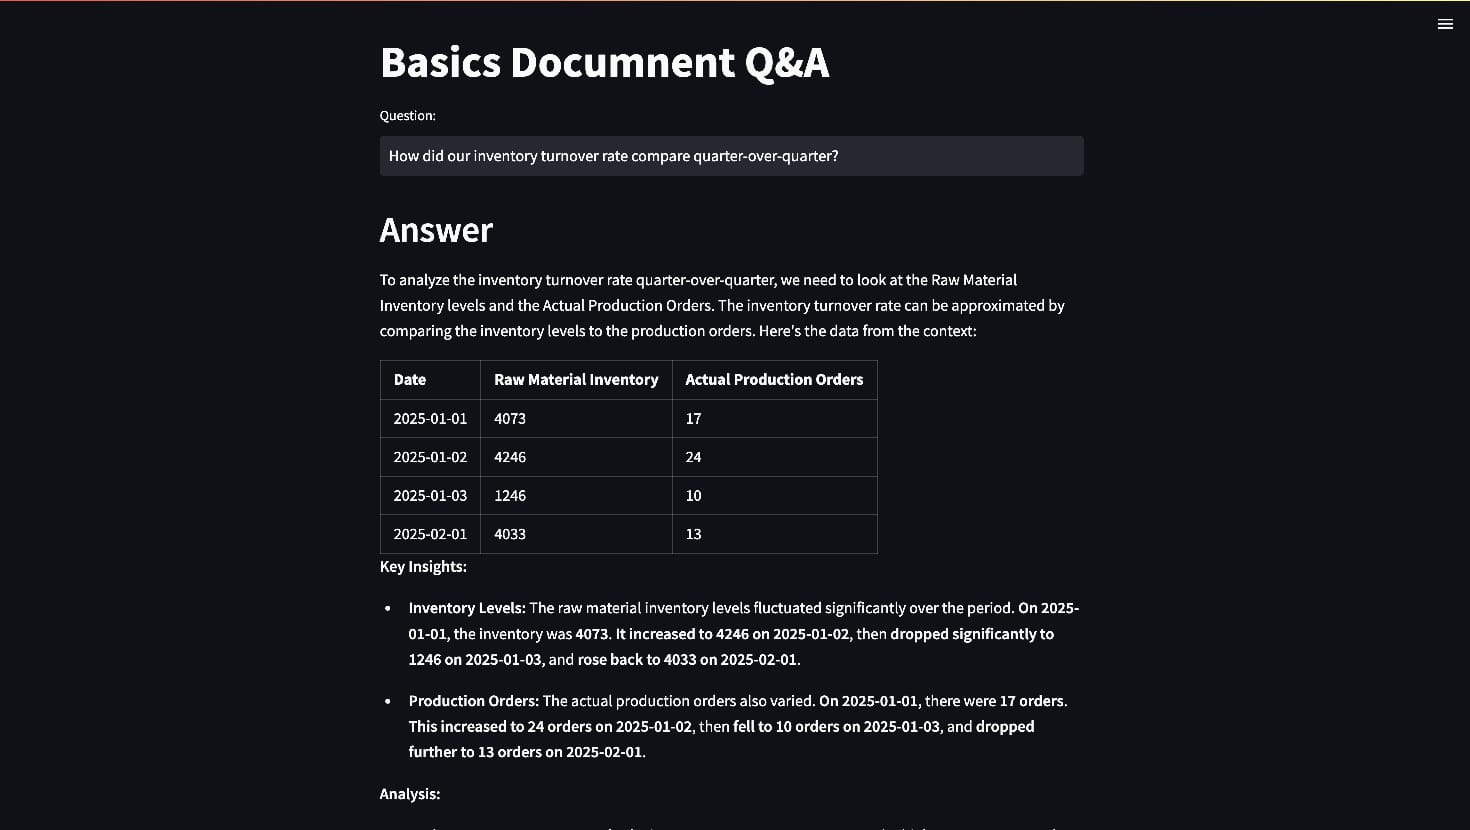 Basics Documnent Q&A
Question:
How did our inventory turnover rate compare quarter-over-quarter?
Answer
To analyze the inventory turnover rate quarter-over-quarter, we need to look at the Raw Material
Inventory levels and the Actual Production Orders. The inventory turnover rate can be approximated by
comparing the inventory levels to the production orders. Here's the data from the context:
Date Raw Material Inventory Actual Production Orders
2025-01-01 4073 17
2025-01-02 4246 24
2025-01-03 1246 10
2025-02-01 4033 13
Key Insights:
• Inventory Levels: The raw material inventory levels fluctuated significantly over the period. On 2025-
01-01, the inventory was 4073. It increased to 4246 on 2025-01-02, then dropped significantly to
1246 on 2025-01-03, and rose back to 4033 on 2025-02-01.
• Production Orders: The actual production orders also varied. On 2025-01-01, there were 17 orders.
This increased to 24 orders on 2025-01-02, then fell to 10 orders on 2025-01-03, and dropped
further to 13 orders on 2025-02-01.
Analysis: